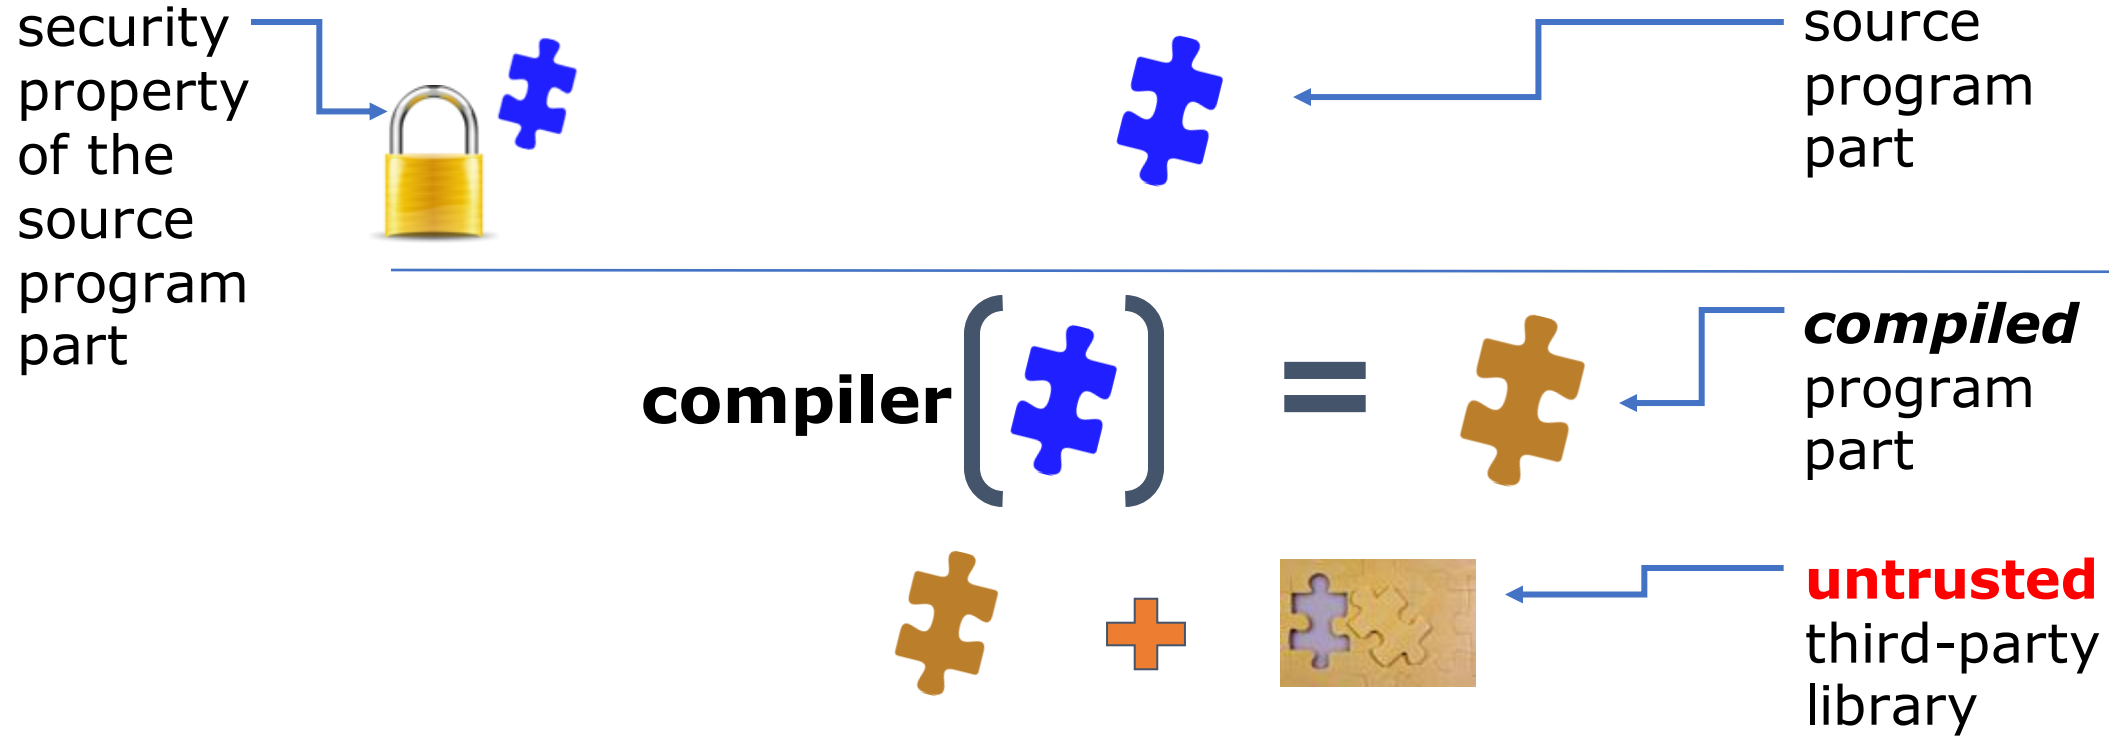 security
property
of the
source
program
part
source
program
part
compiler
=
compiled
program
part
untrusted
third-party
library